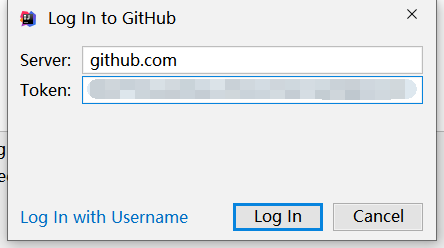 Log In to GitHub
Server: github.com
Token:
Log In with Username Log In Cancel